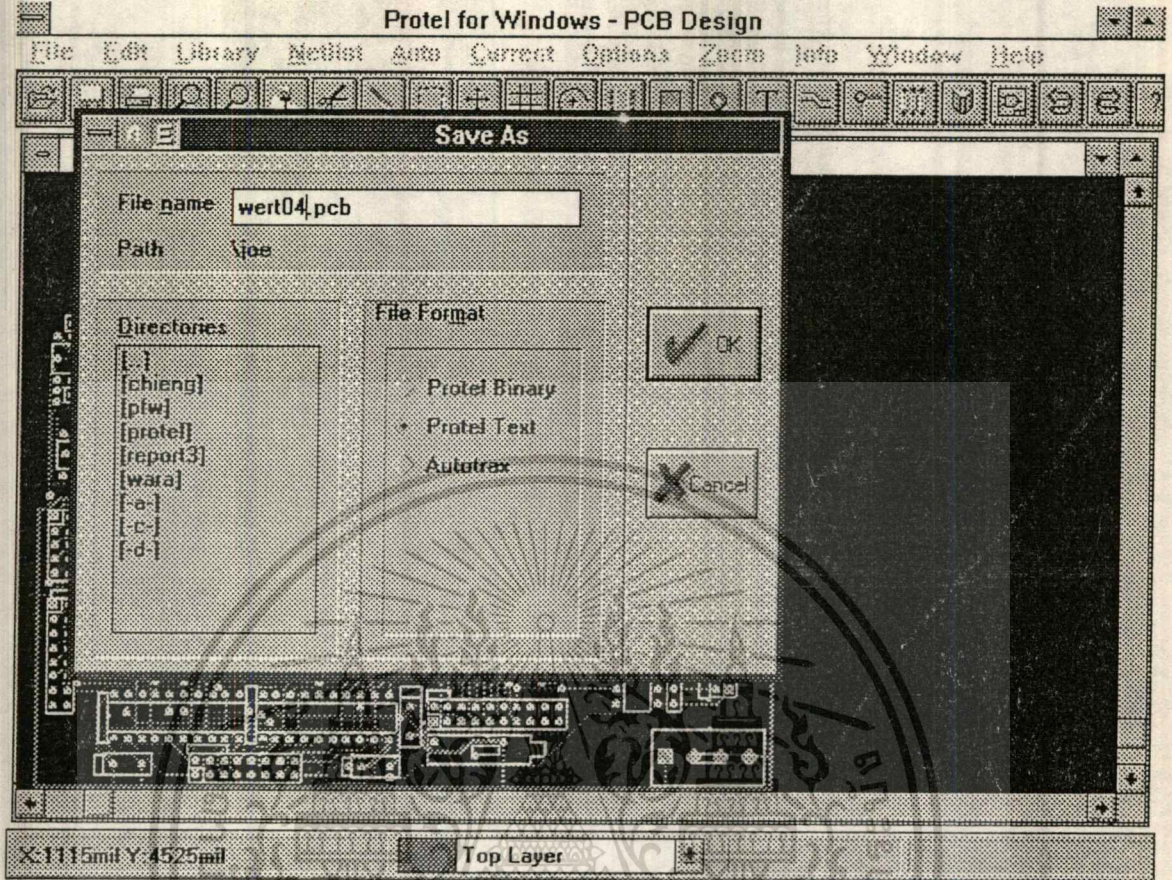 Protel for Windows - PCB Design
File Edit Library Netlist Auto Current Options Zoom Info Window Help
Save As
File name wert04.pcb
Path \joe
Directories
[..]
[chieng]
[pfw]
[protel]
[report3]
[wara]
[-a-]
[-c-]
[-d-]
File Format
Protel Binary
Protel Text
Autotrax
OK
Cancel
X:1115mil Y:4525mil
Top Layer